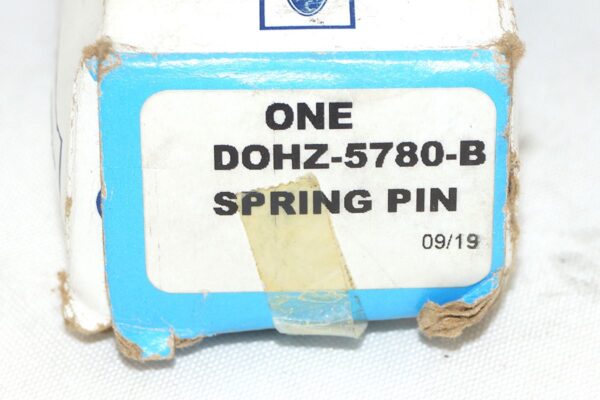 ONE
DOHZ-5780-B
SPRING PIN
09/19